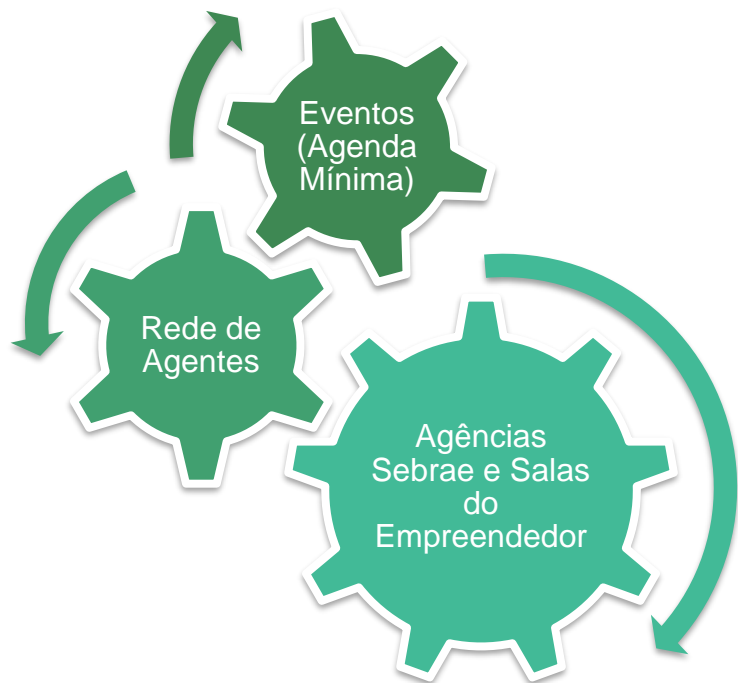 Eventos
(Agenda
Mínima)
Rede de
Agentes
Agências
Sebrae e Salas
do
Empreendedor